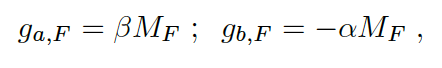 $g_{a,F} = \beta M_F \; ; \;\; g_{b,F} = -\alpha M_F \; ,$